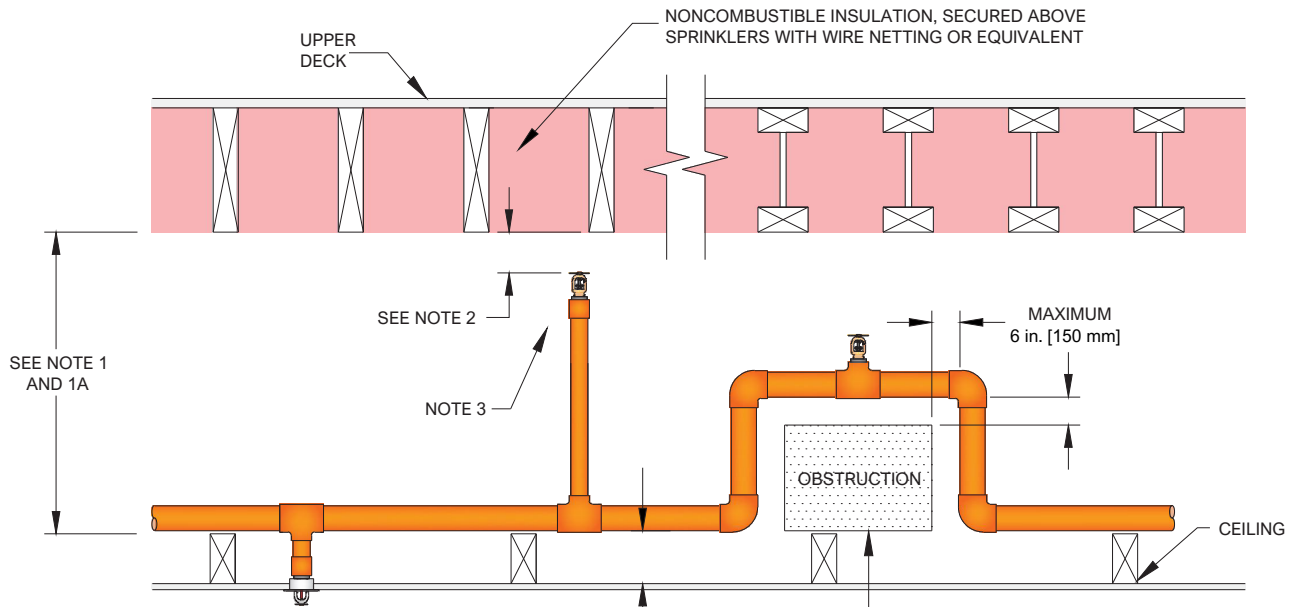 NONCOMBUSTIBLE INSULATION, SECURED ABOVE
SPRINKLERS WITH WIRE NETTING OR EQUIVALENT
UPPER
DECK
SEE NOTE 2
MAXIMUM
6 in. [150 mm]
SEE NOTE 1
AND 1A
NOTE 3
OBSTRUCTION
CEILING